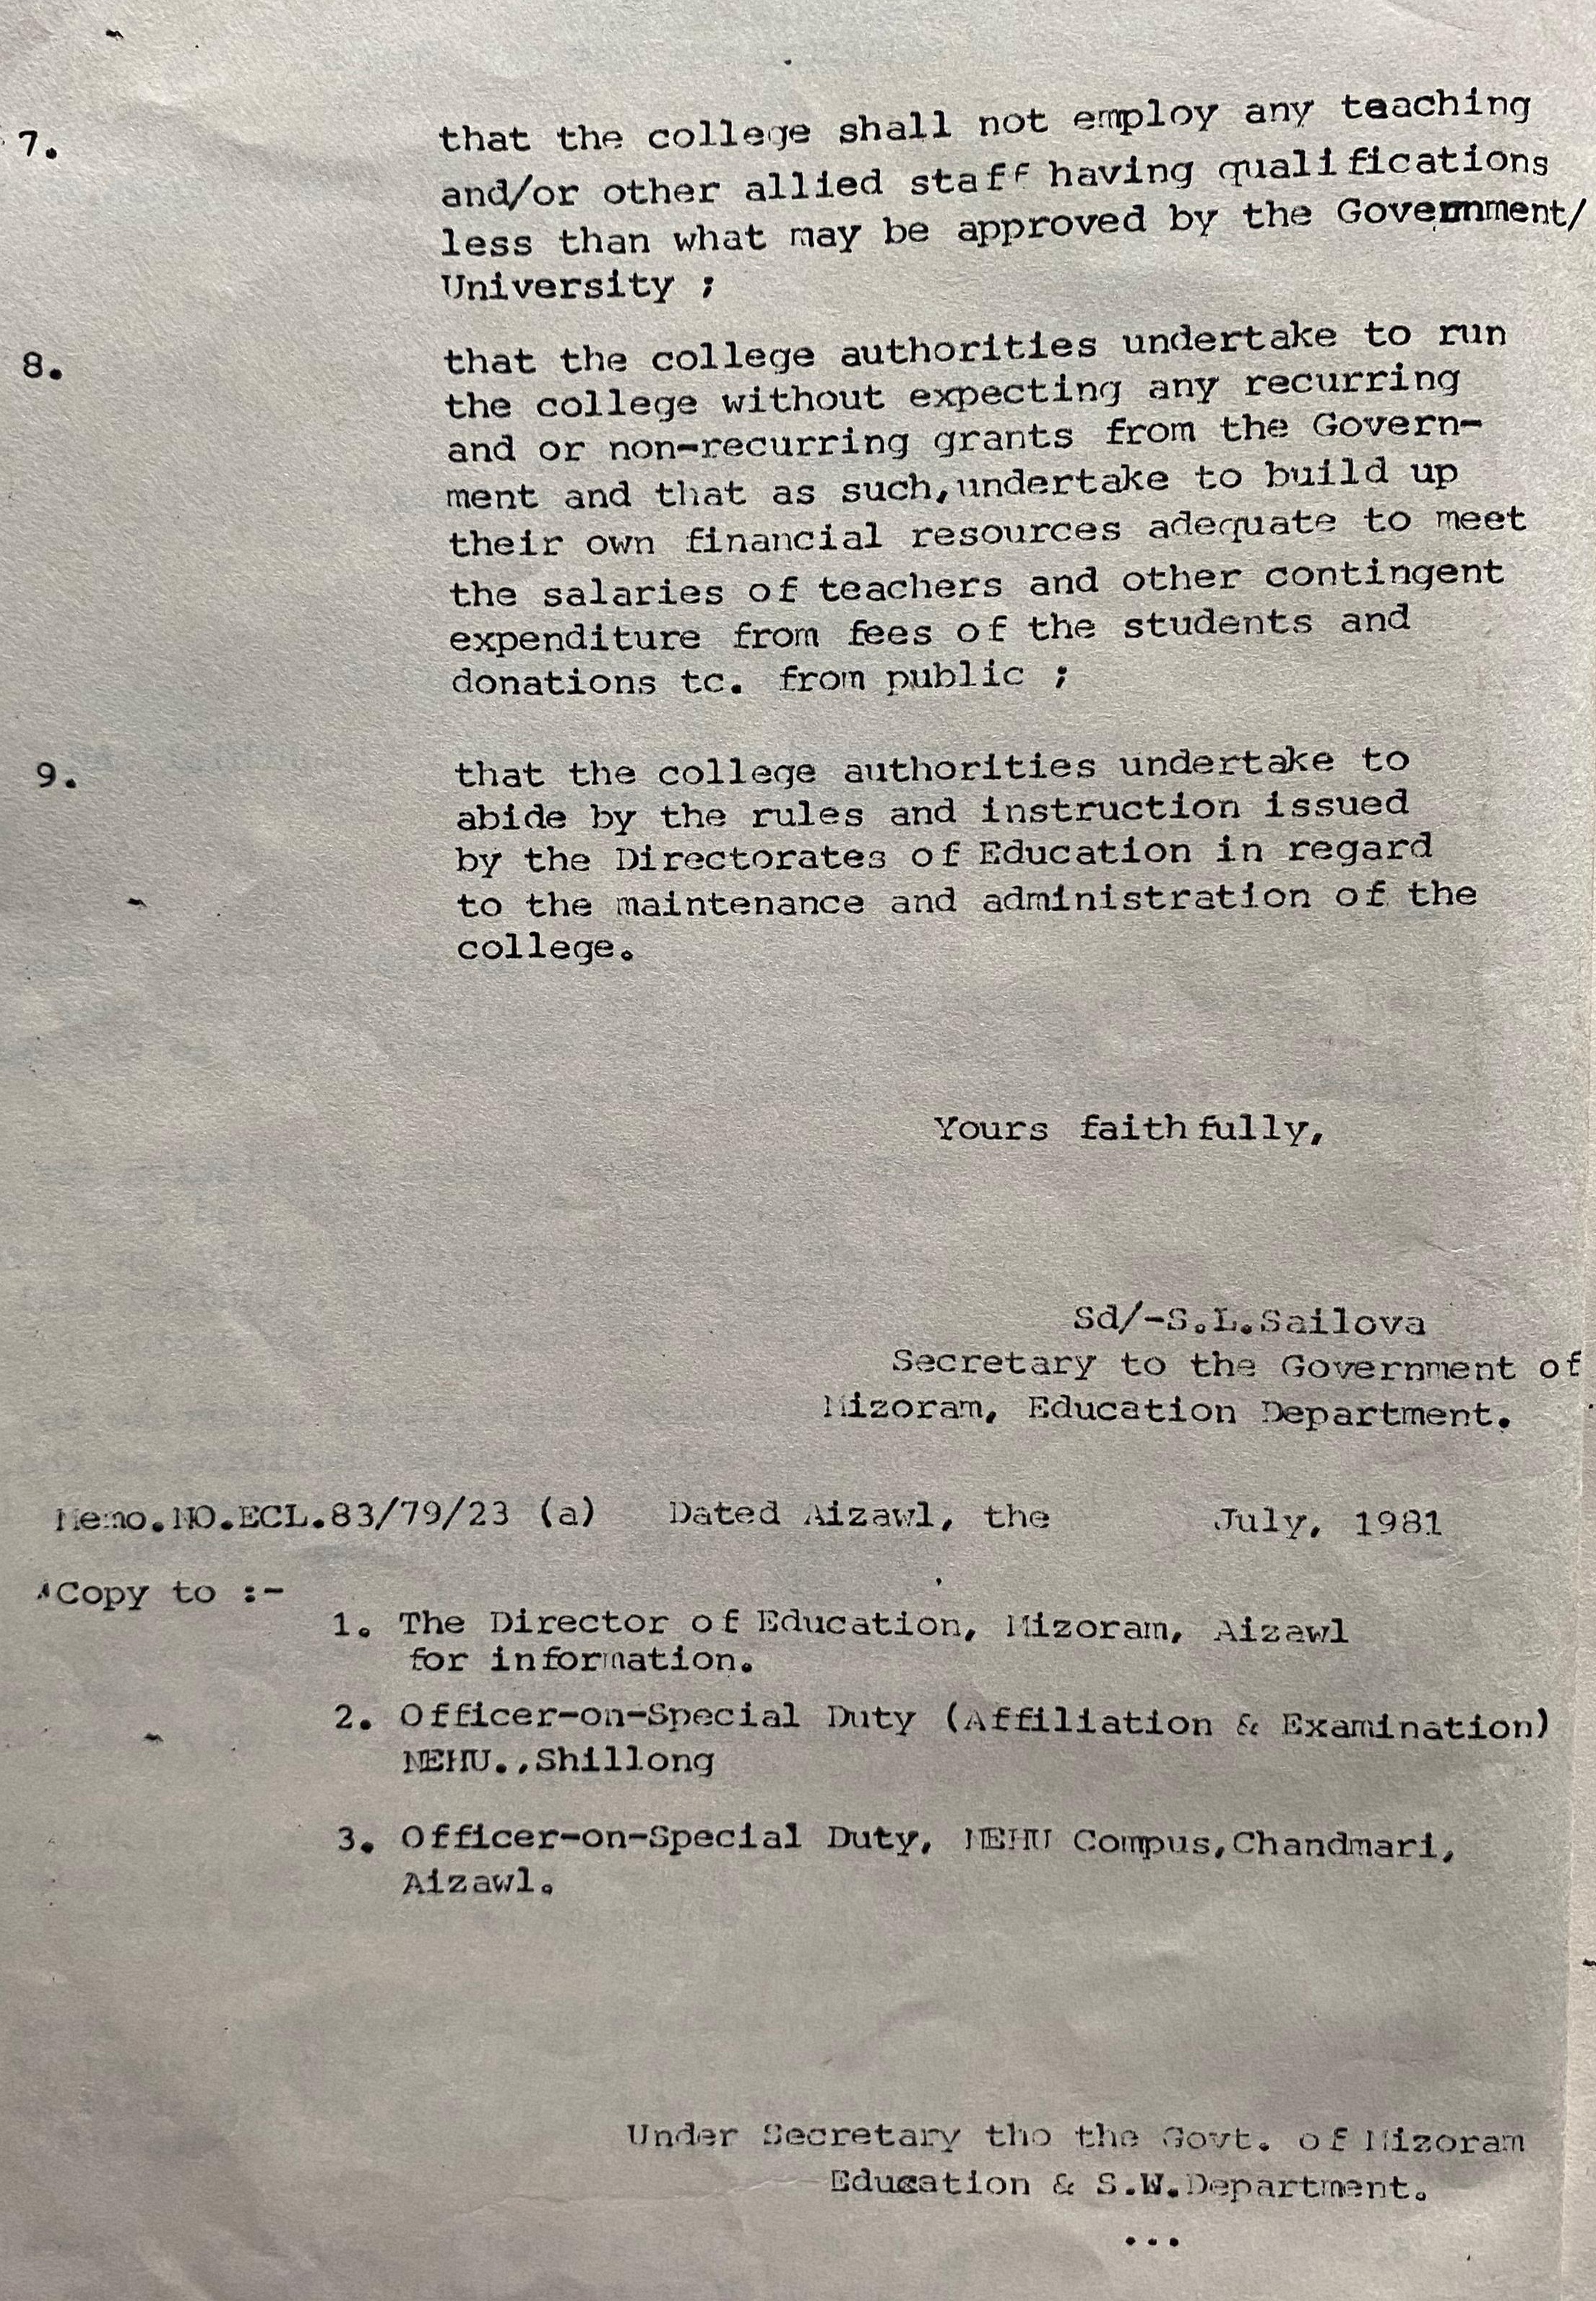 7. that the college shall not employ any teaching
and/or other allied staff having qualifications
less than what may be approved by the Government/
University ;
8. that the college authorities undertake to run
the college without expecting any recurring
and or non-recurring grants from the Govern-
ment and that as such,undertake to build up
their own financial resources adequate to meet
the salaries of teachers and other contingent
expenditure from fees of the students and
donations tc. from public ;
9. that the college authorities undertake to
abide by the rules and instruction issued
by the Directorates of Education in regard
to the maintenance and administration of the
college.
Yours faithfully,
Sd/-S.L.Sailova
Secretary to the Government of
Mizoram, Education Department.
Memo.NO.ECL.83/79/23 (a) Dated Aizawl, the July, 1981
Copy to :-
1. The Director of Education, Mizoram, Aizawl
for information.
2. Officer-on-Special Duty (Affiliation & Examination)
NEHU.,Shillong
3. Officer-on-Special Duty, NEHU Compus,Chandmari,
Aizawl.
Under Secretary tho the Govt. of Mizoram
Education & S.W.Department.
...